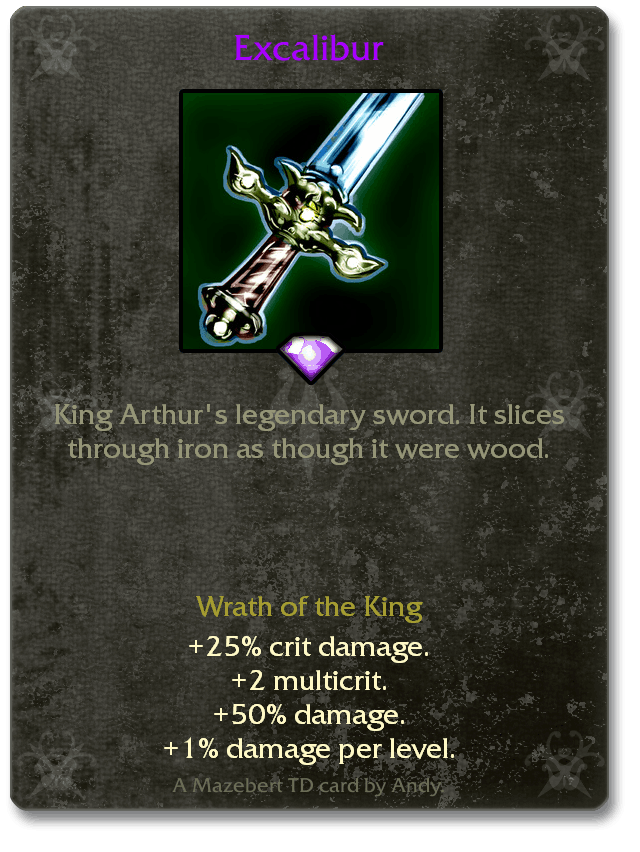 Excalibur
King Arthur's legendary sword. It slices
through iron as though it were wood.
Wrath of the King
+25% crit damage.
+2 multicrit.
+50% damage.
+1% damage per level.
A Mazebert TD card by Andy.